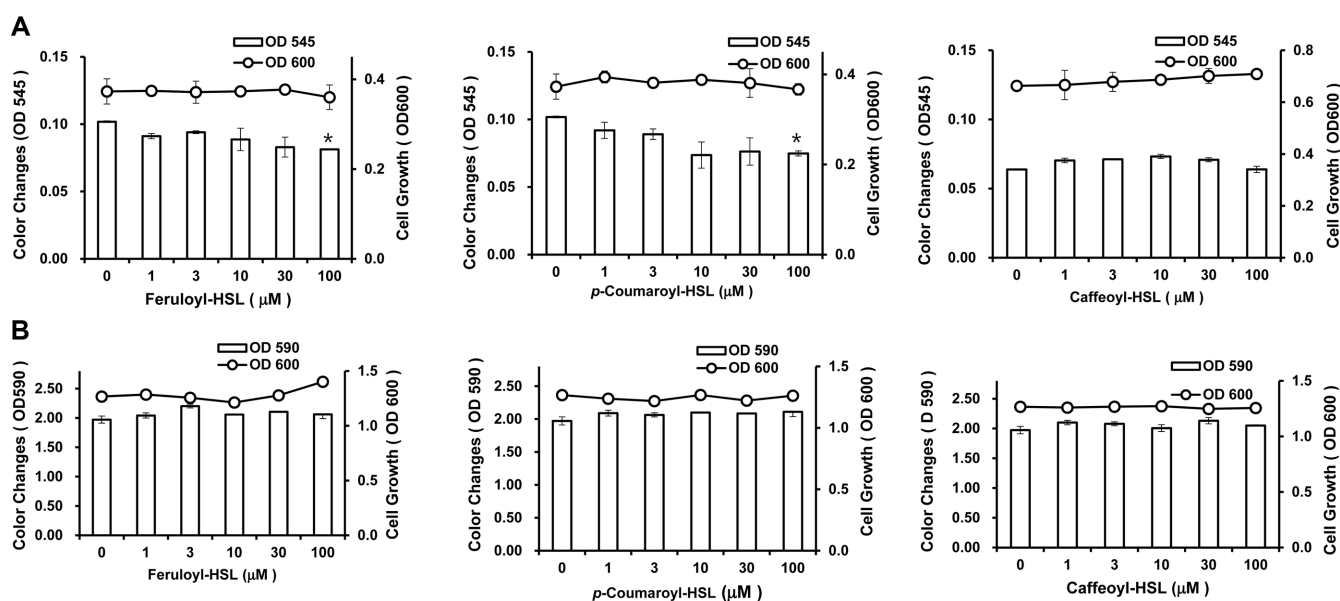 A
OD 545
OD 600
Color Changes (OD 545 )
0.15
0.10
0.05
0.00
0.4
0.2
0.0
Cell Growth ( OD600)
0 1 3 10 30 100
*
Feruloyl-HSL ( μM )
OD 545
OD 600
Color Changes ( OD 545 )
0.15
0.10
0.05
0.00
0.4
0.2
0.0
Cell Growth ( OD600)
0 1 3 10 30 100
*
p-Coumaroyl-HSL ( μM )
OD 545
OD 600
Color Changes ( OD545 )
0.15
0.10
0.05
0.00
0.8
0.6
0.4
0.2
0.0
Cell Growth ( OD600 )
0 1 3 10 30 100
Caffeoyl-HSL ( μM )
B
OD 590
OD 600
Color Changes ( OD590 )
2.50
2.00
1.50
1.00
0.50
0.00
1.5
1.0
0.5
0.0
Cell Growth ( OD 600 )
0 1 3 10 30 100
Feruloyl-HSL (μM )
OD 590
OD 600
Color Changes ( OD 590 )
2.50
2.00
1.50
1.00
0.50
0.00
1.5
1.0
0.5
0.0
Cell Growth ( OD 600 )
0 1 3 10 30 100
p-Coumaroyl-HSL ( μM )
OD 590
OD 600
Color Changes ( D 590 )
2.50
2.00
1.50
1.00
0.50
0.00
1.5
1.0
0.5
0.0
Cell Growth ( OD 600 )
0 1 3 10 30 100
Caffeoyl-HSL ( μM )